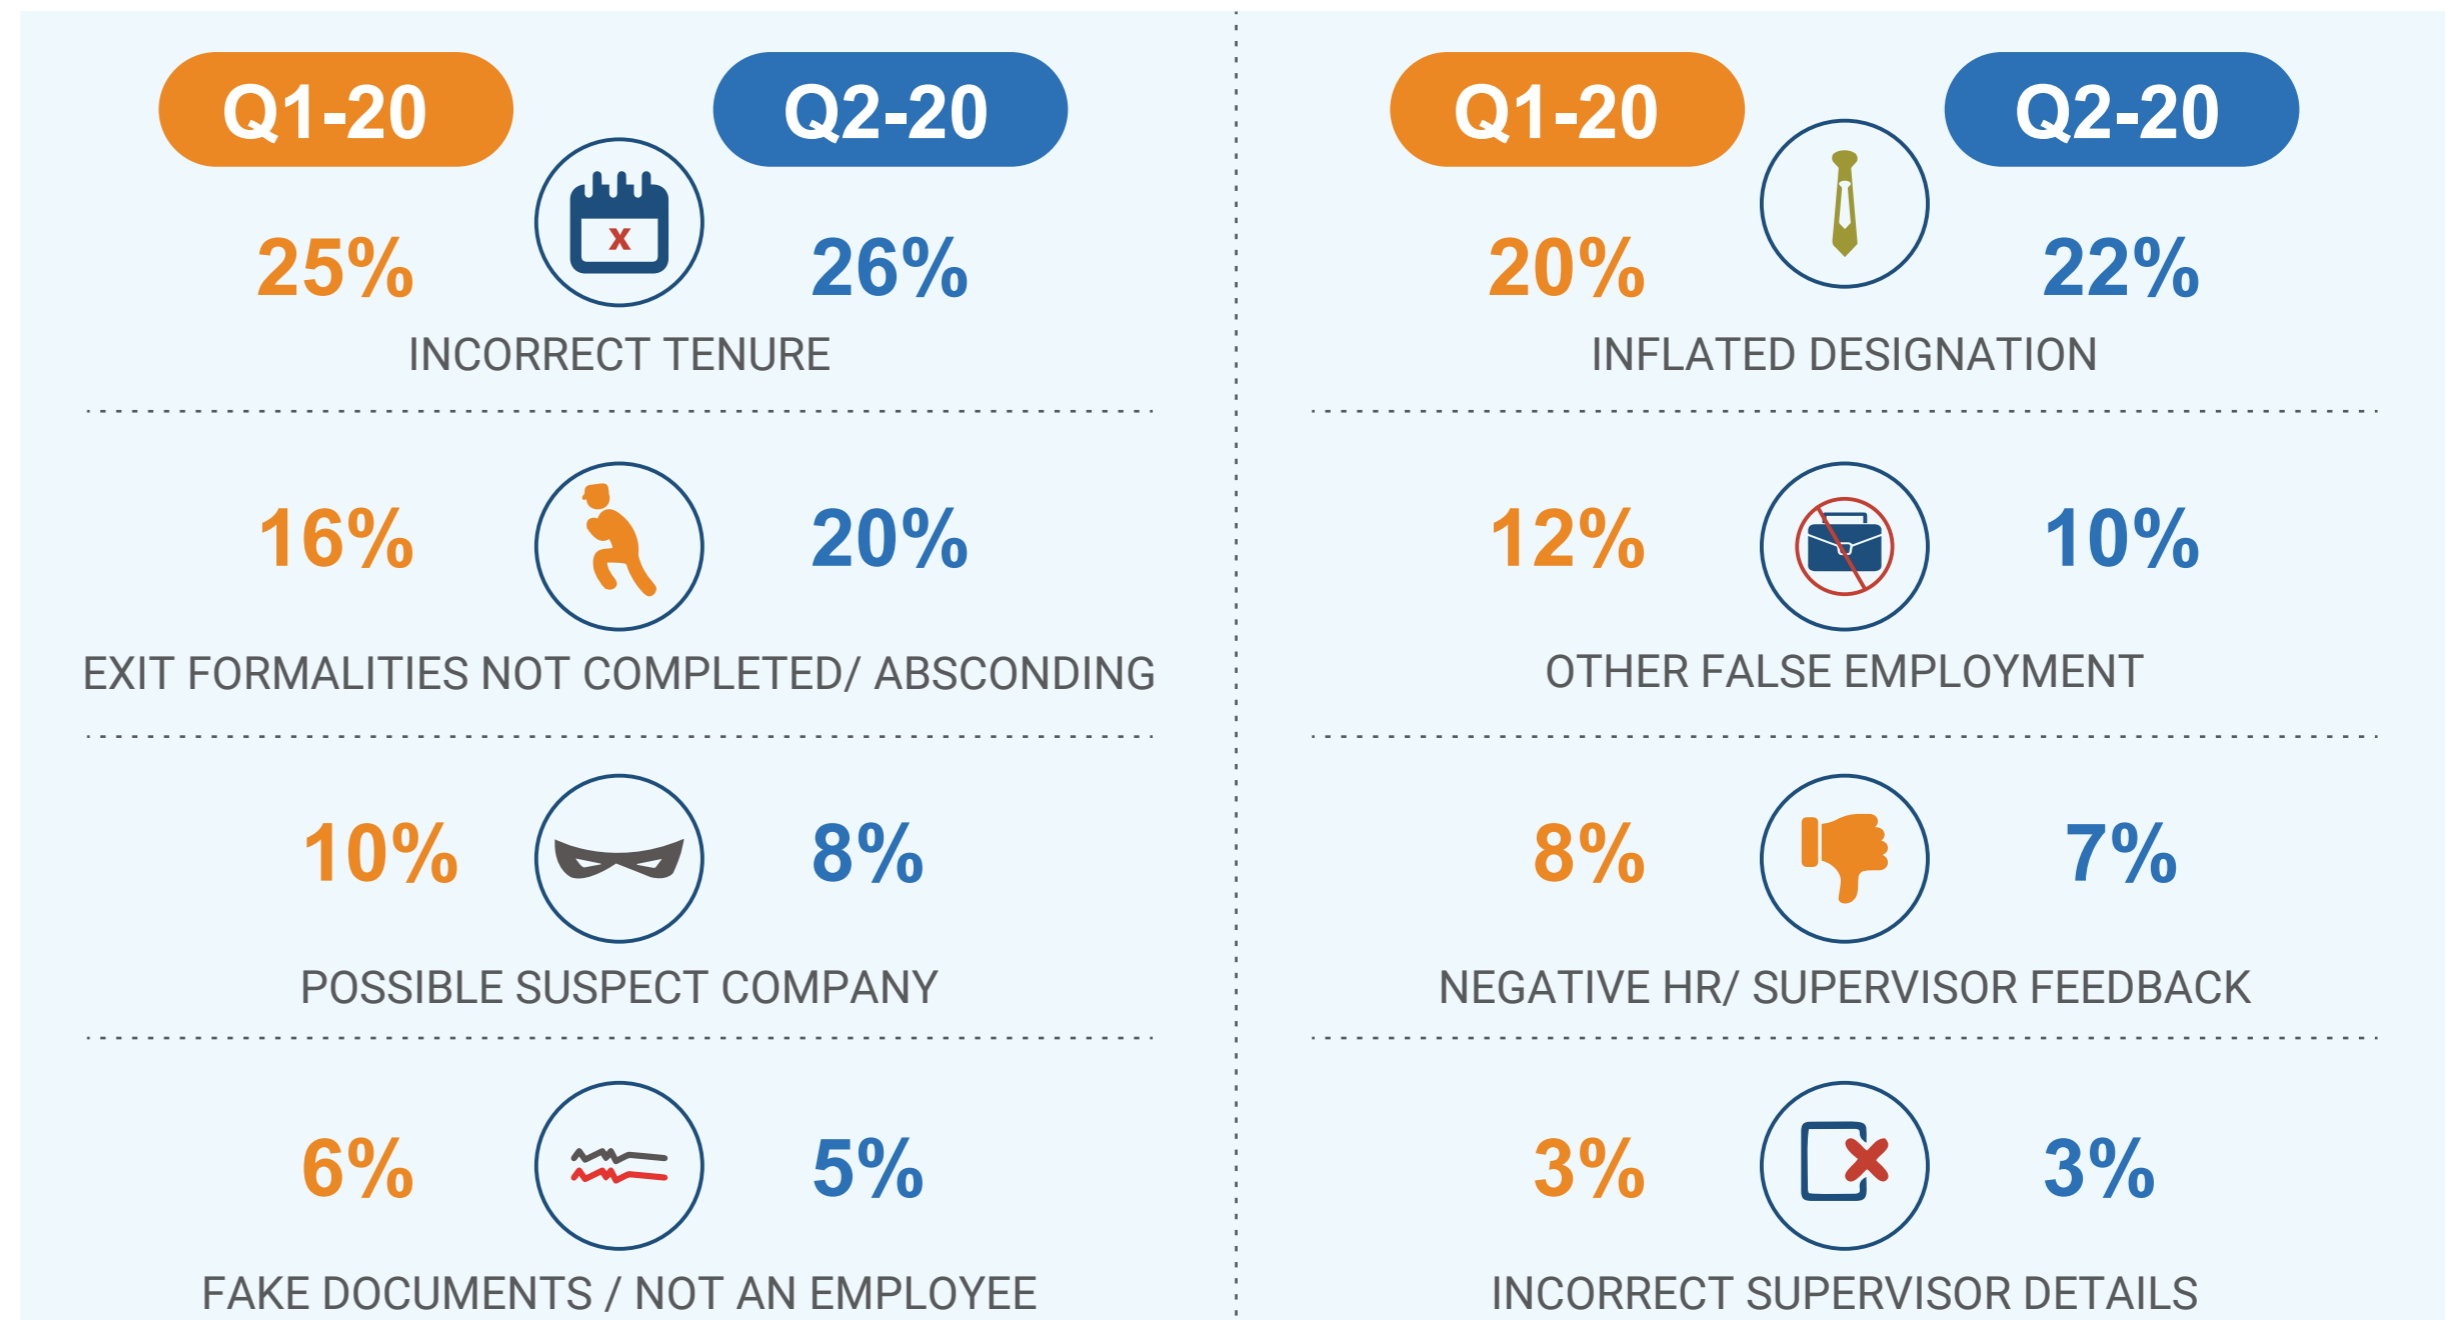 Q1-20
Q2-20
25%
x
26%
INCORRECT TENURE
16%
20%
EXIT FORMALITIES NOT COMPLETED/ ABSCONDING
10%
8%
POSSIBLE SUSPECT COMPANY
6%
5%
FAKE DOCUMENTS / NOT AN EMPLOYEE
Q1-20
Q2-20
20%
22%
INFLATED DESIGNATION
12%
10%
OTHER FALSE EMPLOYMENT
8%
7%
NEGATIVE HR/ SUPERVISOR FEEDBACK
3%
3%
INCORRECT SUPERVISOR DETAILS